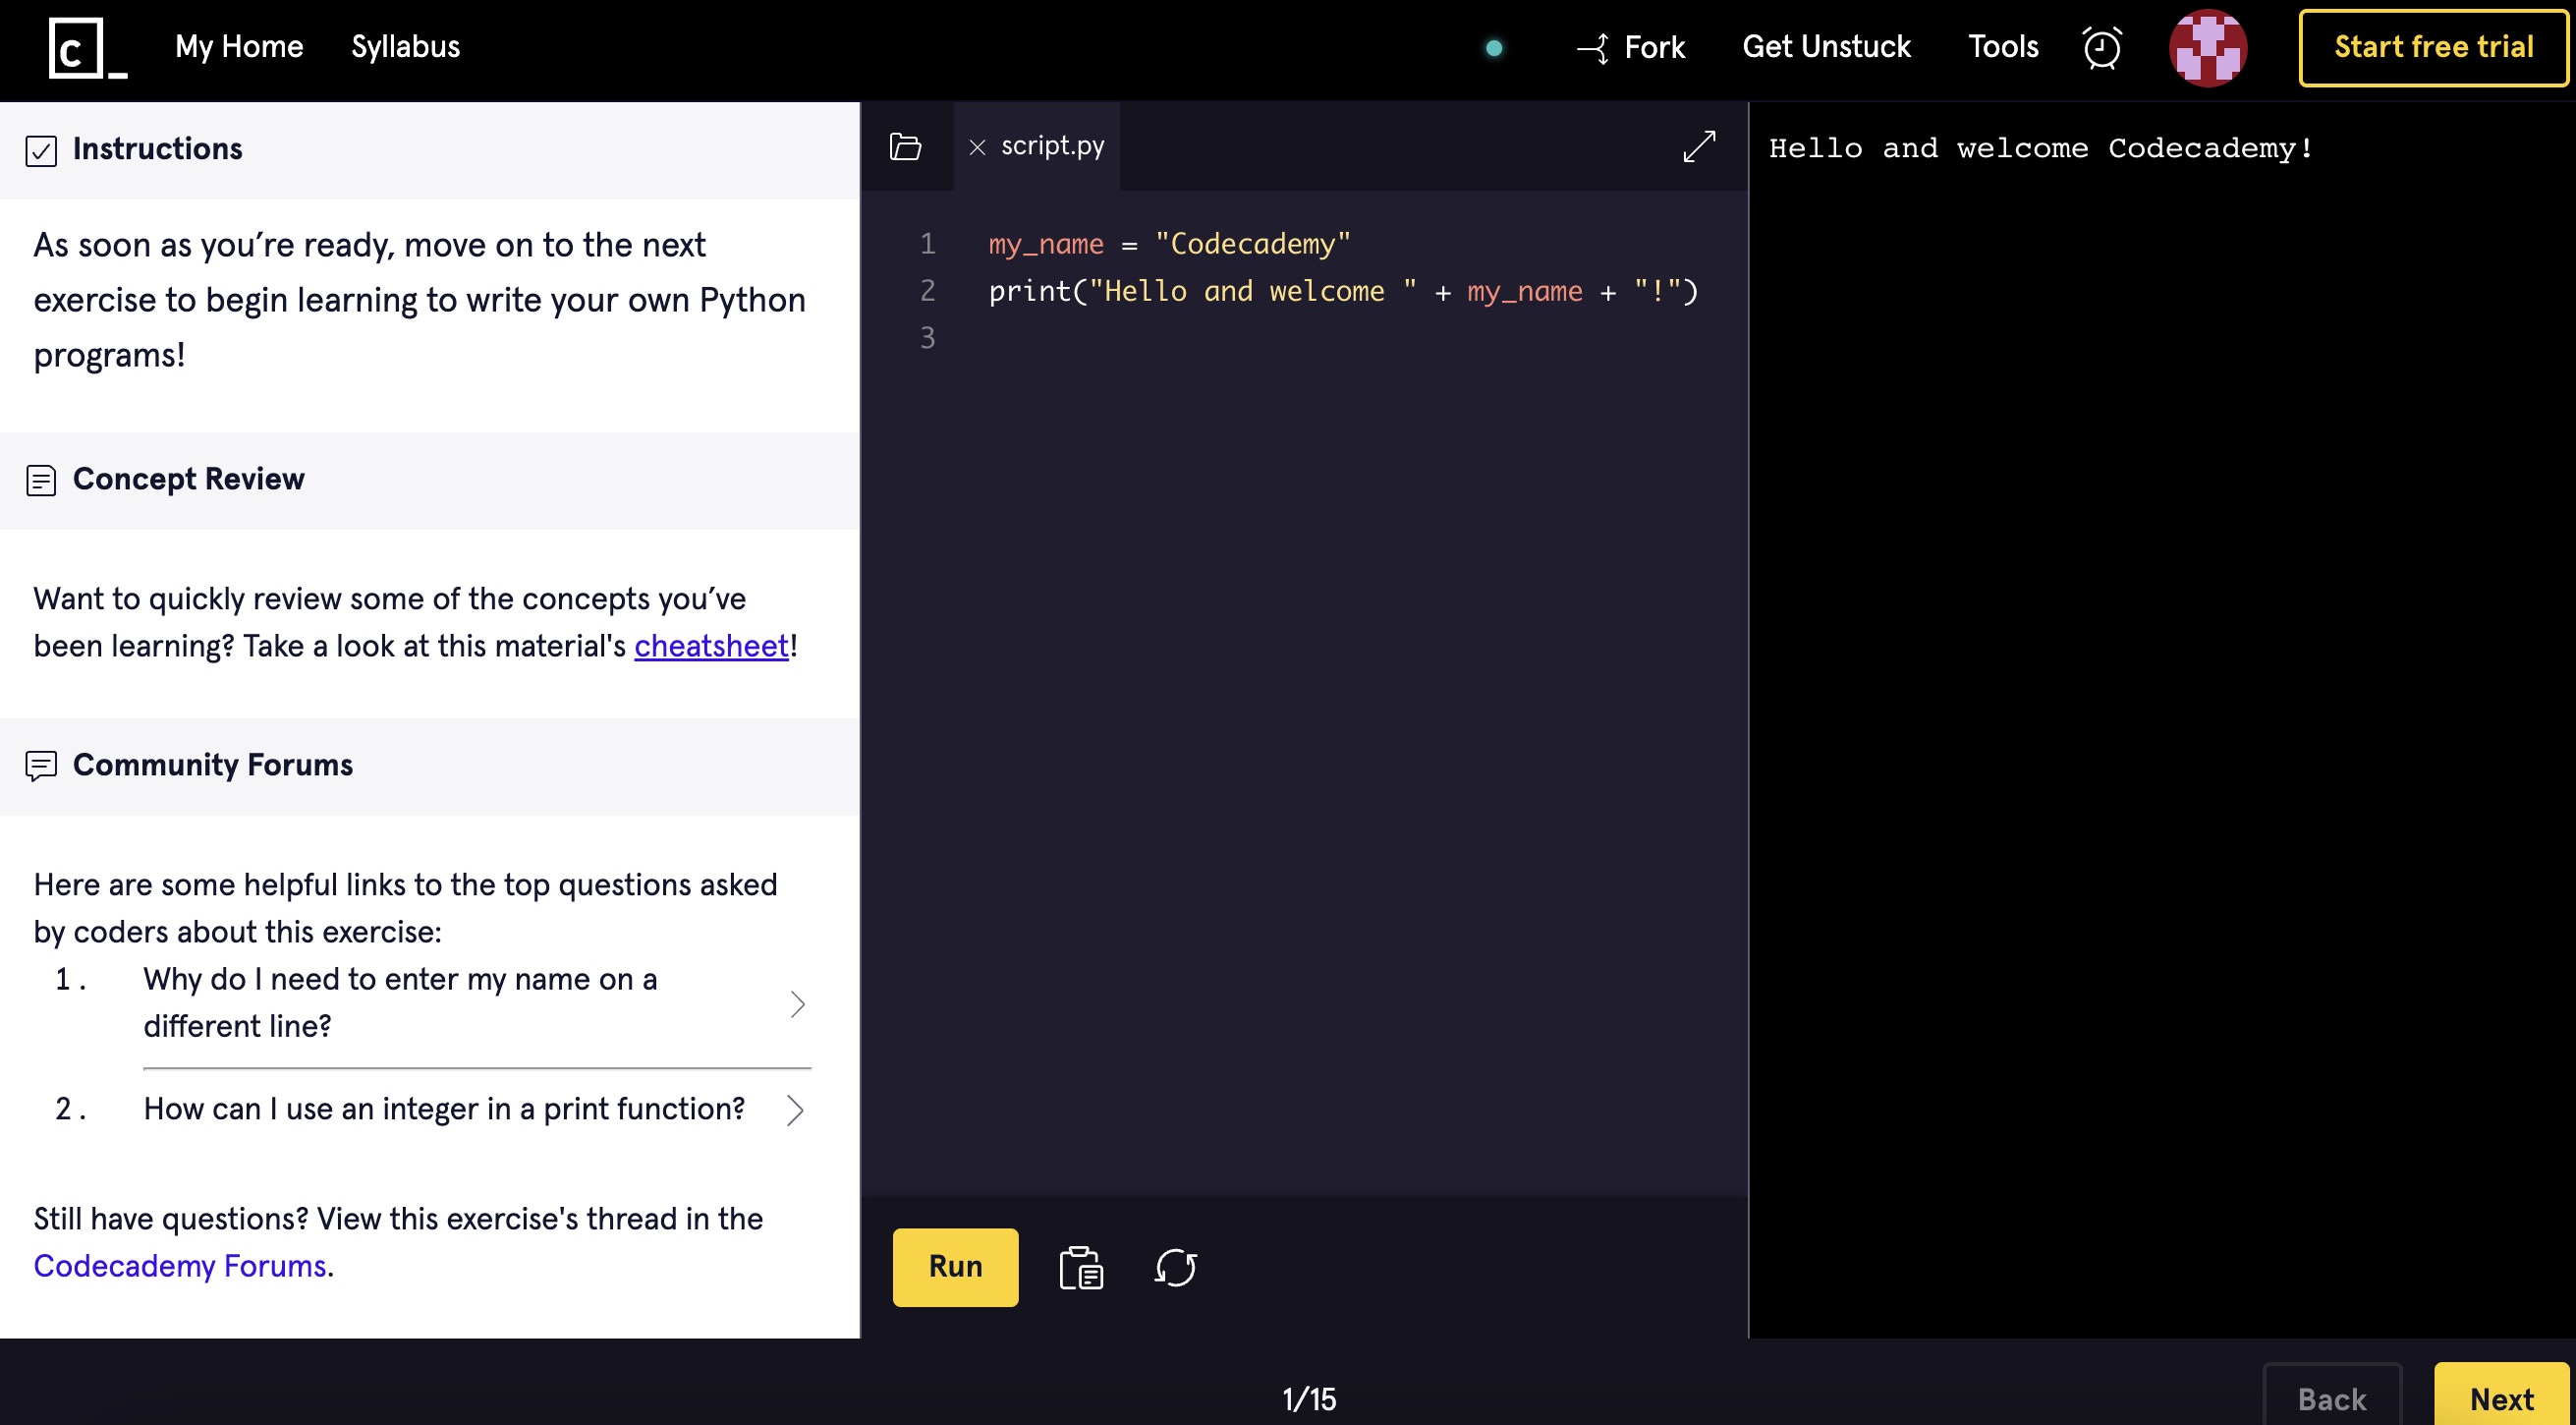 C_
My Home
Syllabus
Fork
Get Unstuck
Tools
Start free trial
Instructions
As soon as you’re ready, move on to the next
exercise to begin learning to write your own Python
programs!
Concept Review
Want to quickly review some of the concepts you’ve
been learning? Take a look at this material's cheatsheet!
Community Forums
Here are some helpful links to the top questions asked
by coders about this exercise:
1. Why do I need to enter my name on a
different line?
2. How can I use an integer in a print function?
Still have questions? View this exercise's thread in the
Codecademy Forums.
script.py
1 my_name = "Codecademy"
2 print("Hello and welcome " + my_name + "!")
3
Run
Hello and welcome Codecademy!
1/15
Back
Next